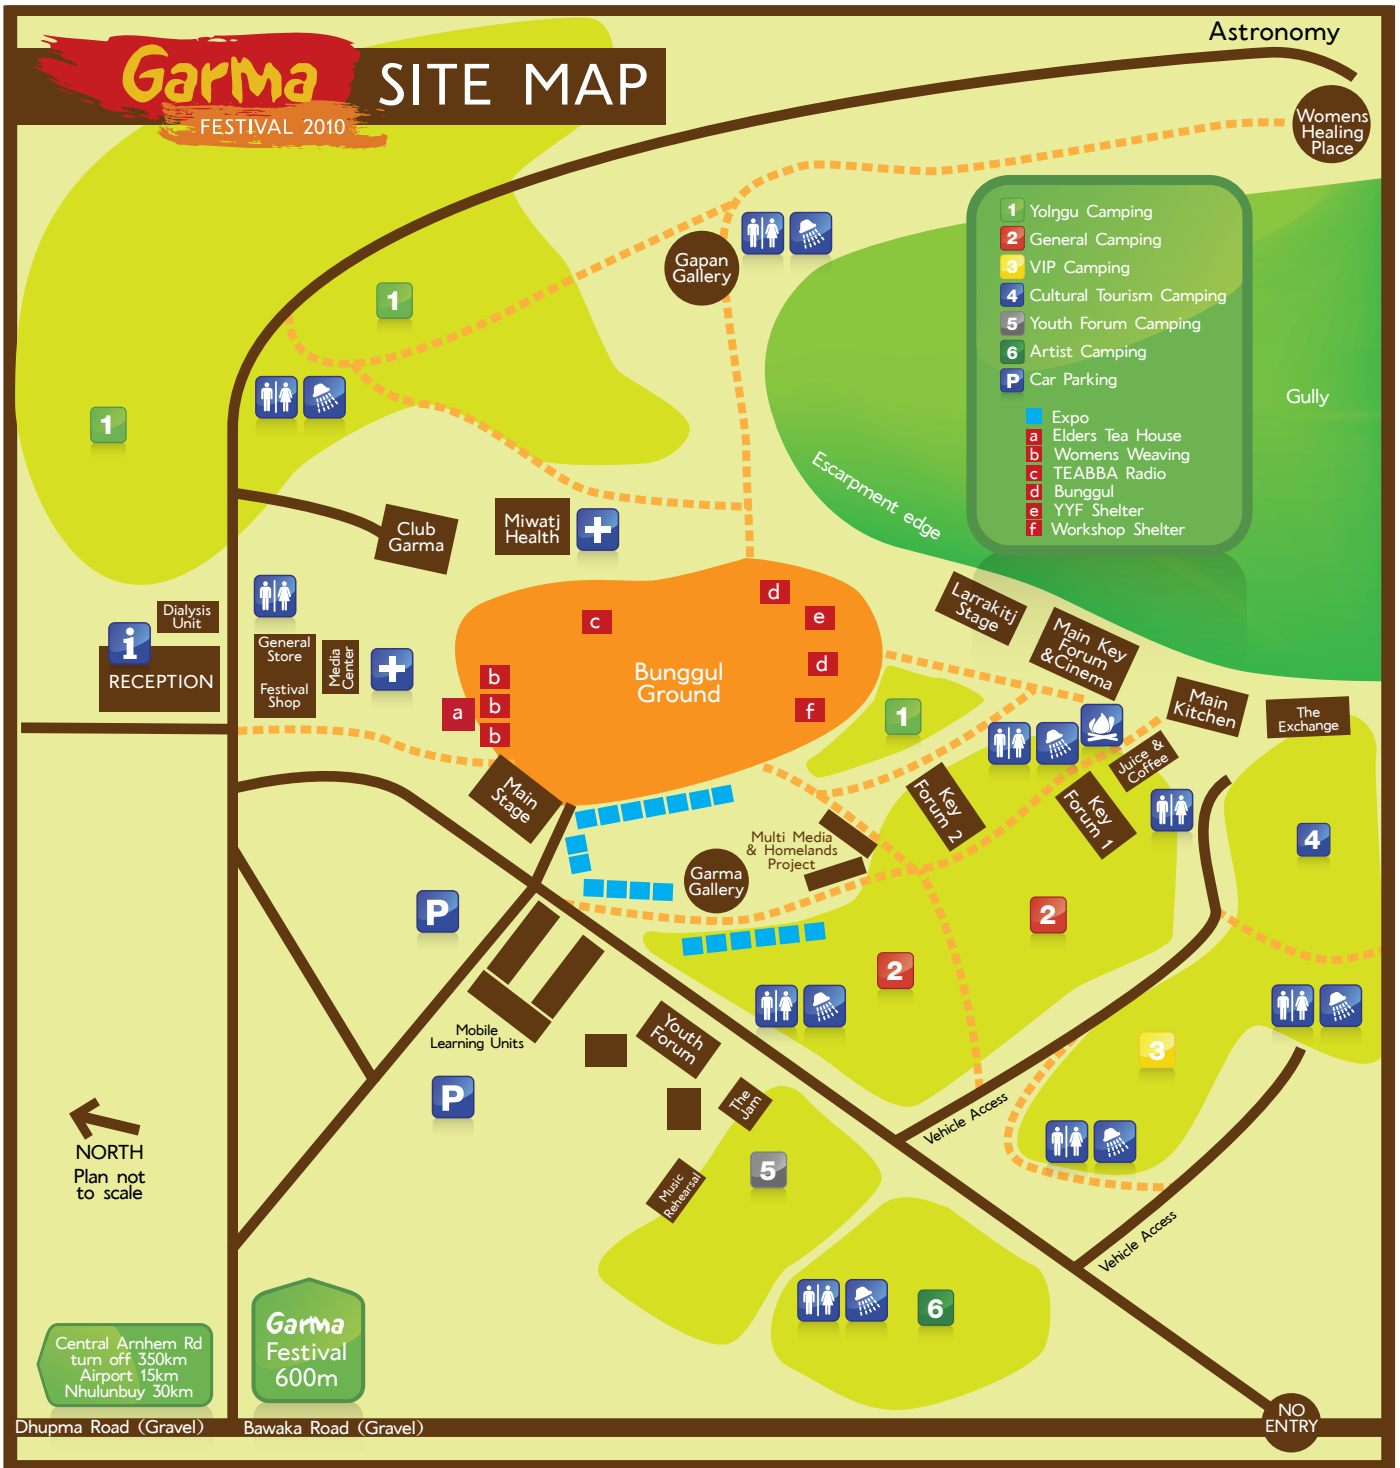 Garma
FESTIVAL 2010
SITE MAP
Astronomy
Womens
Healing
Place
1 Yolŋgu Camping
2 General Camping
3 VIP Camping
4 Cultural Tourism Camping
5 Youth Forum Camping
6 Artist Camping
P Car Parking
Expo
a Elders Tea House
b Womens Weaving
c TEABBA Radio
d Bunggul
e YYF Shelter
f Workshop Shelter
Gully
Escarpment edge
Gapan
Gallery
1
1
Club
Garma
Miwatj
Health
Dialysis
Unit
i
RECEPTION
General
Store
Festival
Shop
Media
Center
c
d
e
d
f
b
b
b
a
Bunggul
Ground
Larrakitj
Stage
Main Key
Forum
& Cinema
Main
Kitchen
The
Exchange
1
Juice &
Coffee
Key
Forum 2
Key
Forum 1
4
Main
Stage
Multi Media
& Homelands
Project
Garma
Gallery
P
2
2
Mobile
Learning Units
Youth
Forum
3
P
The
Jam
Vehicle Access
NORTH
Plan not
to scale
5
Music
Rehearsal
Vehicle Access
6
Garma
Festival
600m
Central Arnhem Rd
turn off 350km
Airport 15km
Nhulunbuy 30km
NO
ENTRY
Dhupma Road (Gravel)
Bawaka Road (Gravel)